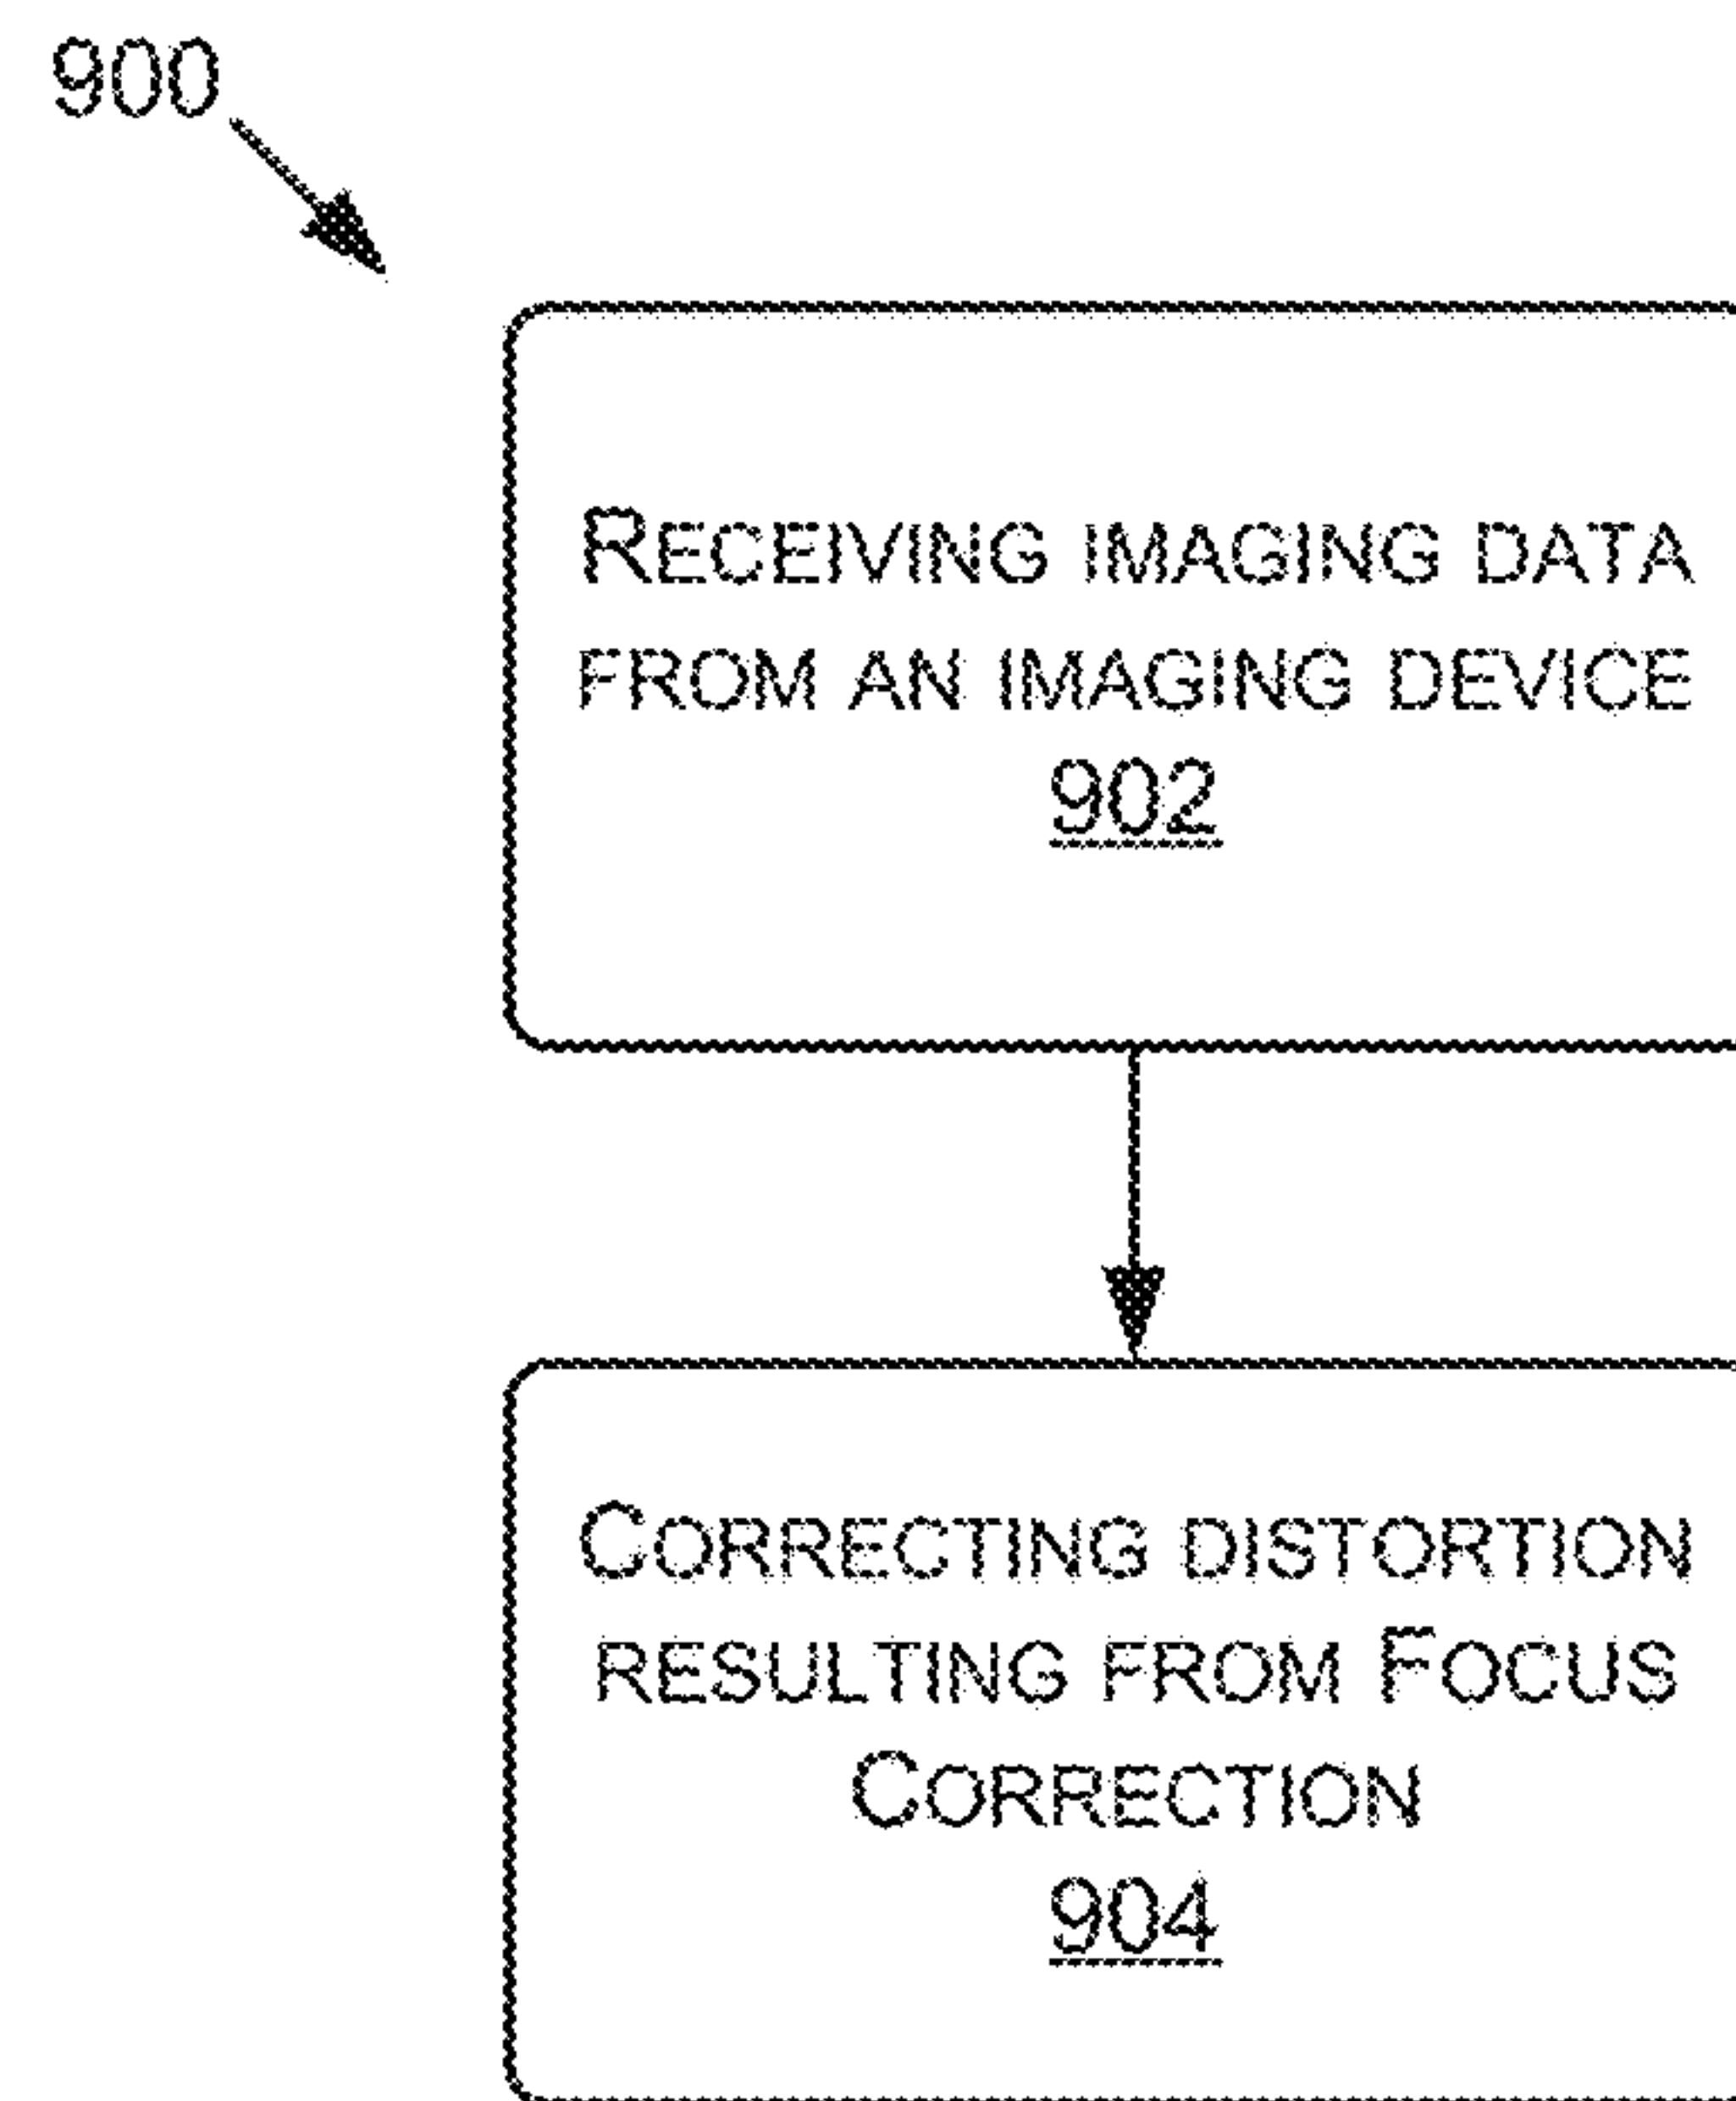 900
Receiving imaging data
from an imaging device
902
Correcting distortion
resulting from Focus
Correction
904